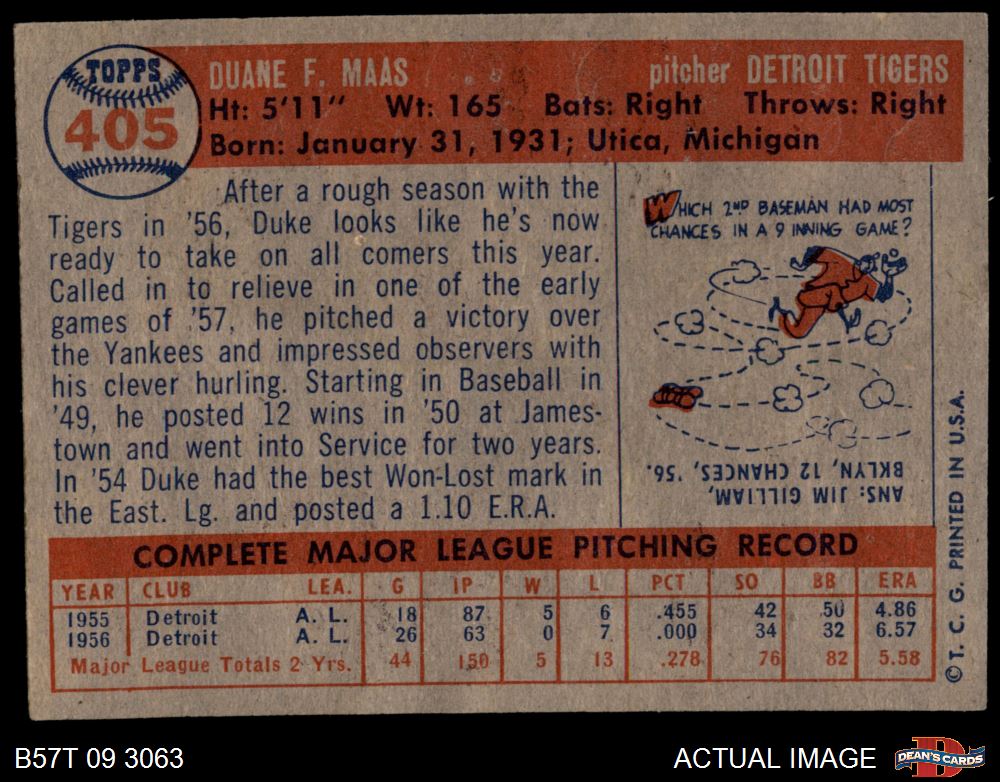 TOPPS
405
DUANE F. MAAS pitcher DETROIT TIGERS
Ht: 5'11" Wt: 165 Bats: Right Throws: Right
Born: January 31, 1931; Utica, Michigan
After a rough season with the
Tigers in '56, Duke looks like he's now
ready to take on all comers this year.
Called in to relieve in one of the early
games of '57, he pitched a victory over
the Yankees and impressed observers with
his clever hurling. Starting in Baseball in
'49, he posted 12 wins in '50 at James-
town and went into Service for two years.
In '54 Duke had the best Won-Lost mark in
the East. Lg. and posted a 1.10 E.R.A.
WHICH 2ND BASEMAN HAD MOST
CHANCES IN A 9 INNING GAME?
ANS: JIM GILLIAM,
BKLYN, 12 CHANCES, '56.
COMPLETE MAJOR LEAGUE PITCHING RECORD
YEAR CLUB LEA. G IP W L PCT SO BB ERA
1955 Detroit A. L. 18 87 5 6 .455 42 50 4.86
1956 Detroit A. L. 26 63 0 7 .000 34 32 6.57
Major League Totals 2 Yrs. 44 150 5 13 .278 76 82 5.58
© T. C. G. PRINTED IN U.S.A.
B57T 09 3063 ACTUAL IMAGE
DEAN'S CARDS